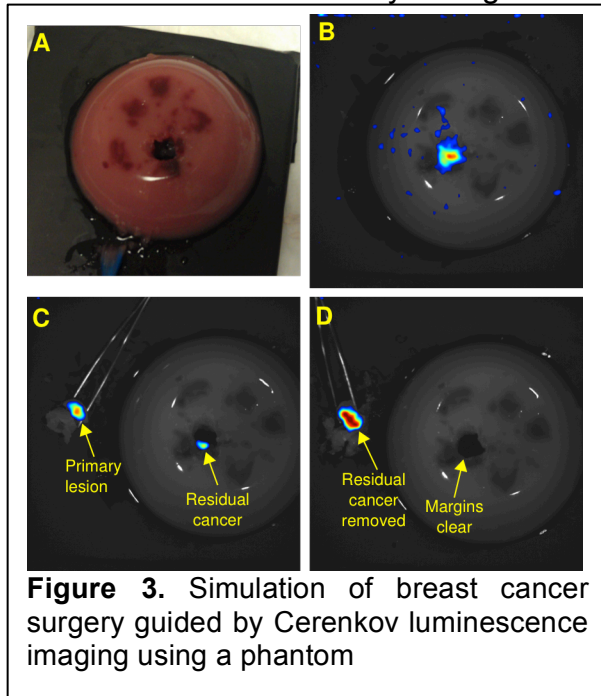 A
B
C
D
Primary
lesion
Residual
cancer
Residual
cancer
removed
Margins
clear
Figure 3. Simulation of breast cancer
surgery guided by Cerenkov luminescence
imaging using a phantom